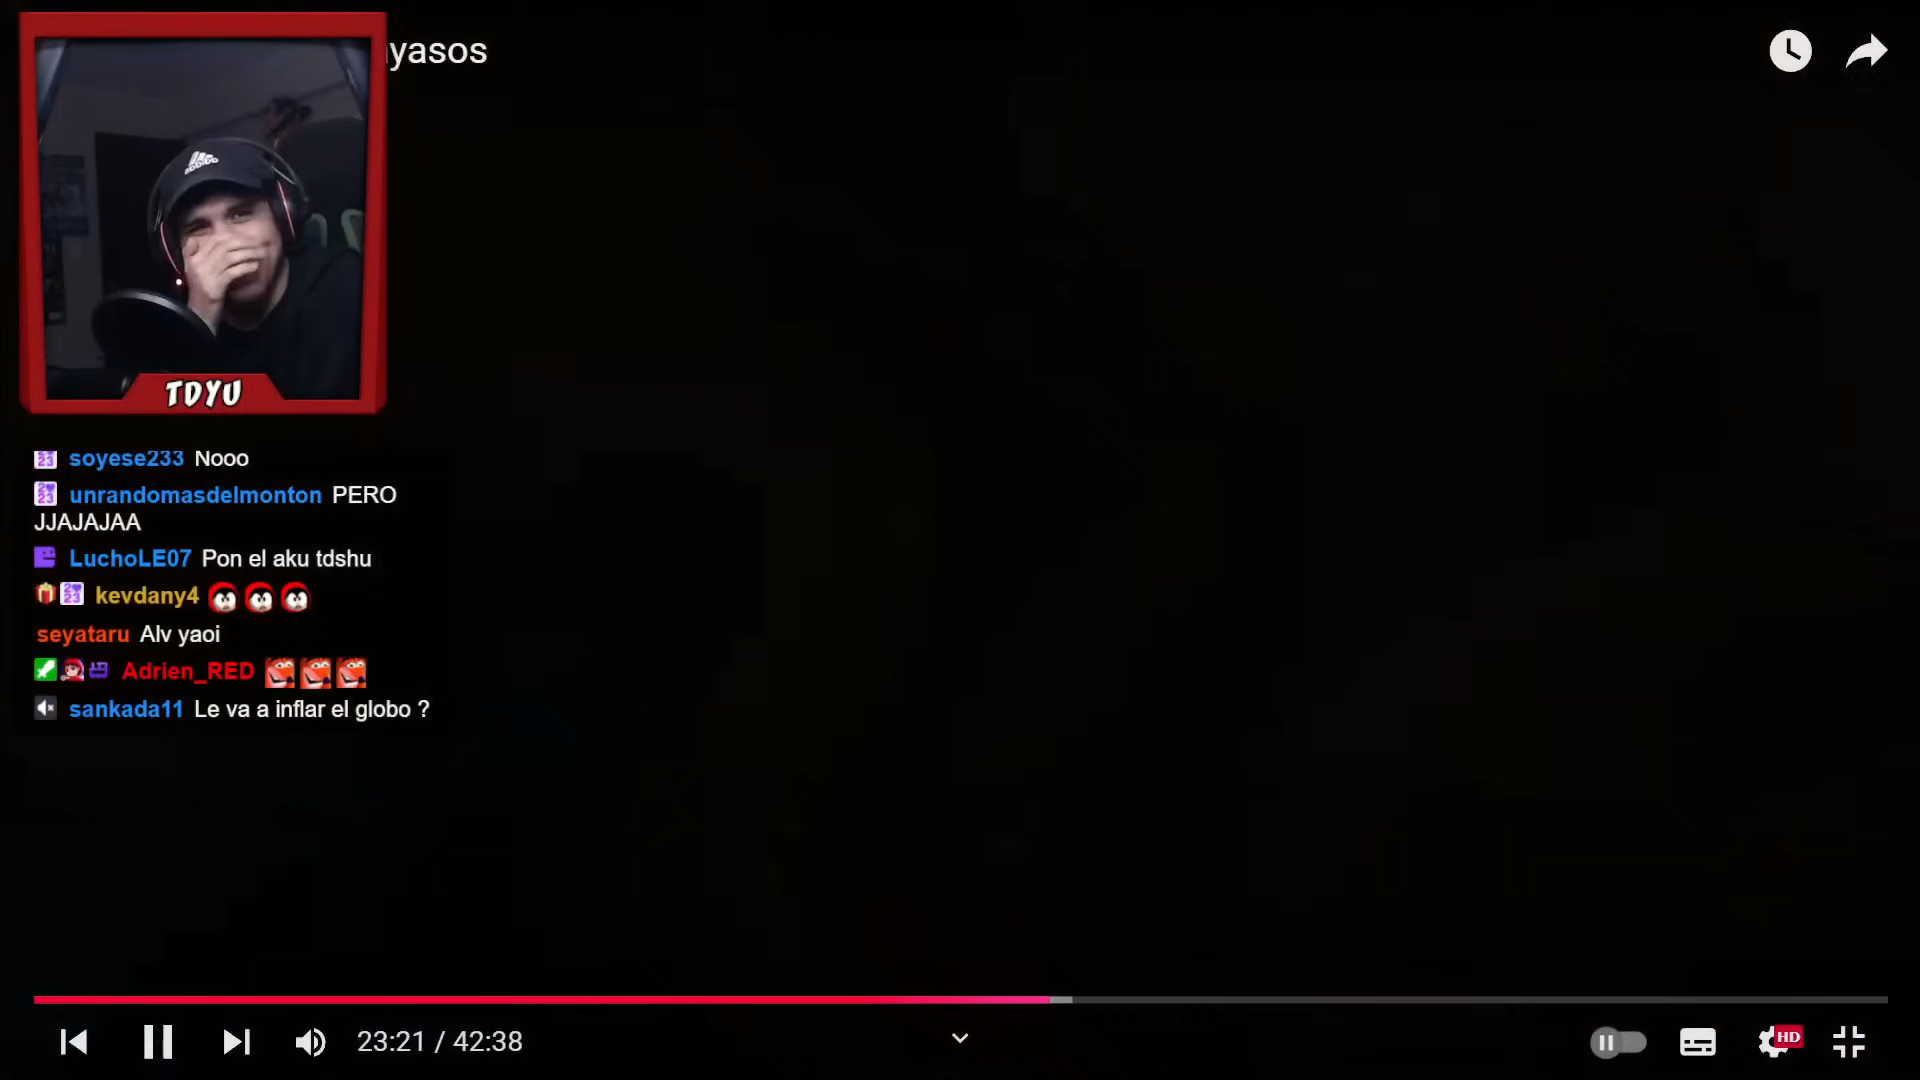 yasos
TDYU
soyese233 Nooo
unrandomasdelmonton PERO
JJAJAJAA
LuchoLE07 Pon el aku tdshu
kevdany4
seyataru Alv yaoi
Adrien_RED
sankada11 Le va a inflar el globo ?
23:21 / 42:38
HD